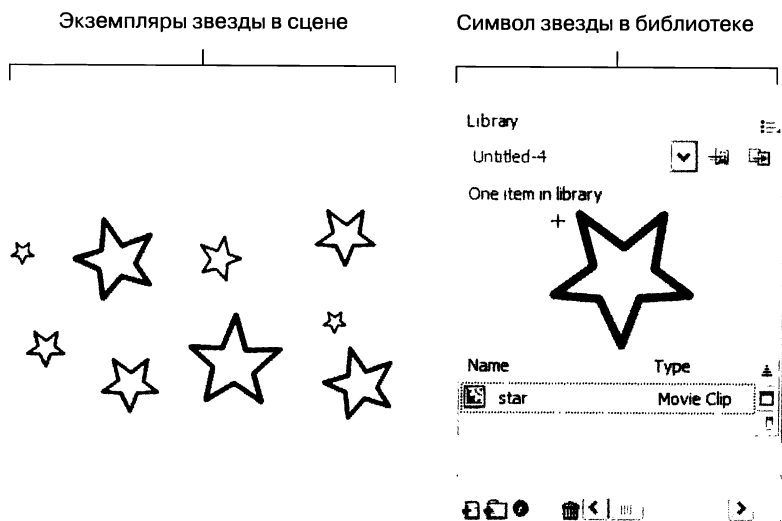 Экземпляры звезды в сцене
Символ звезды в библиотеке
Library
Untitled-4
One item in library
Name Type
star Movie Clip